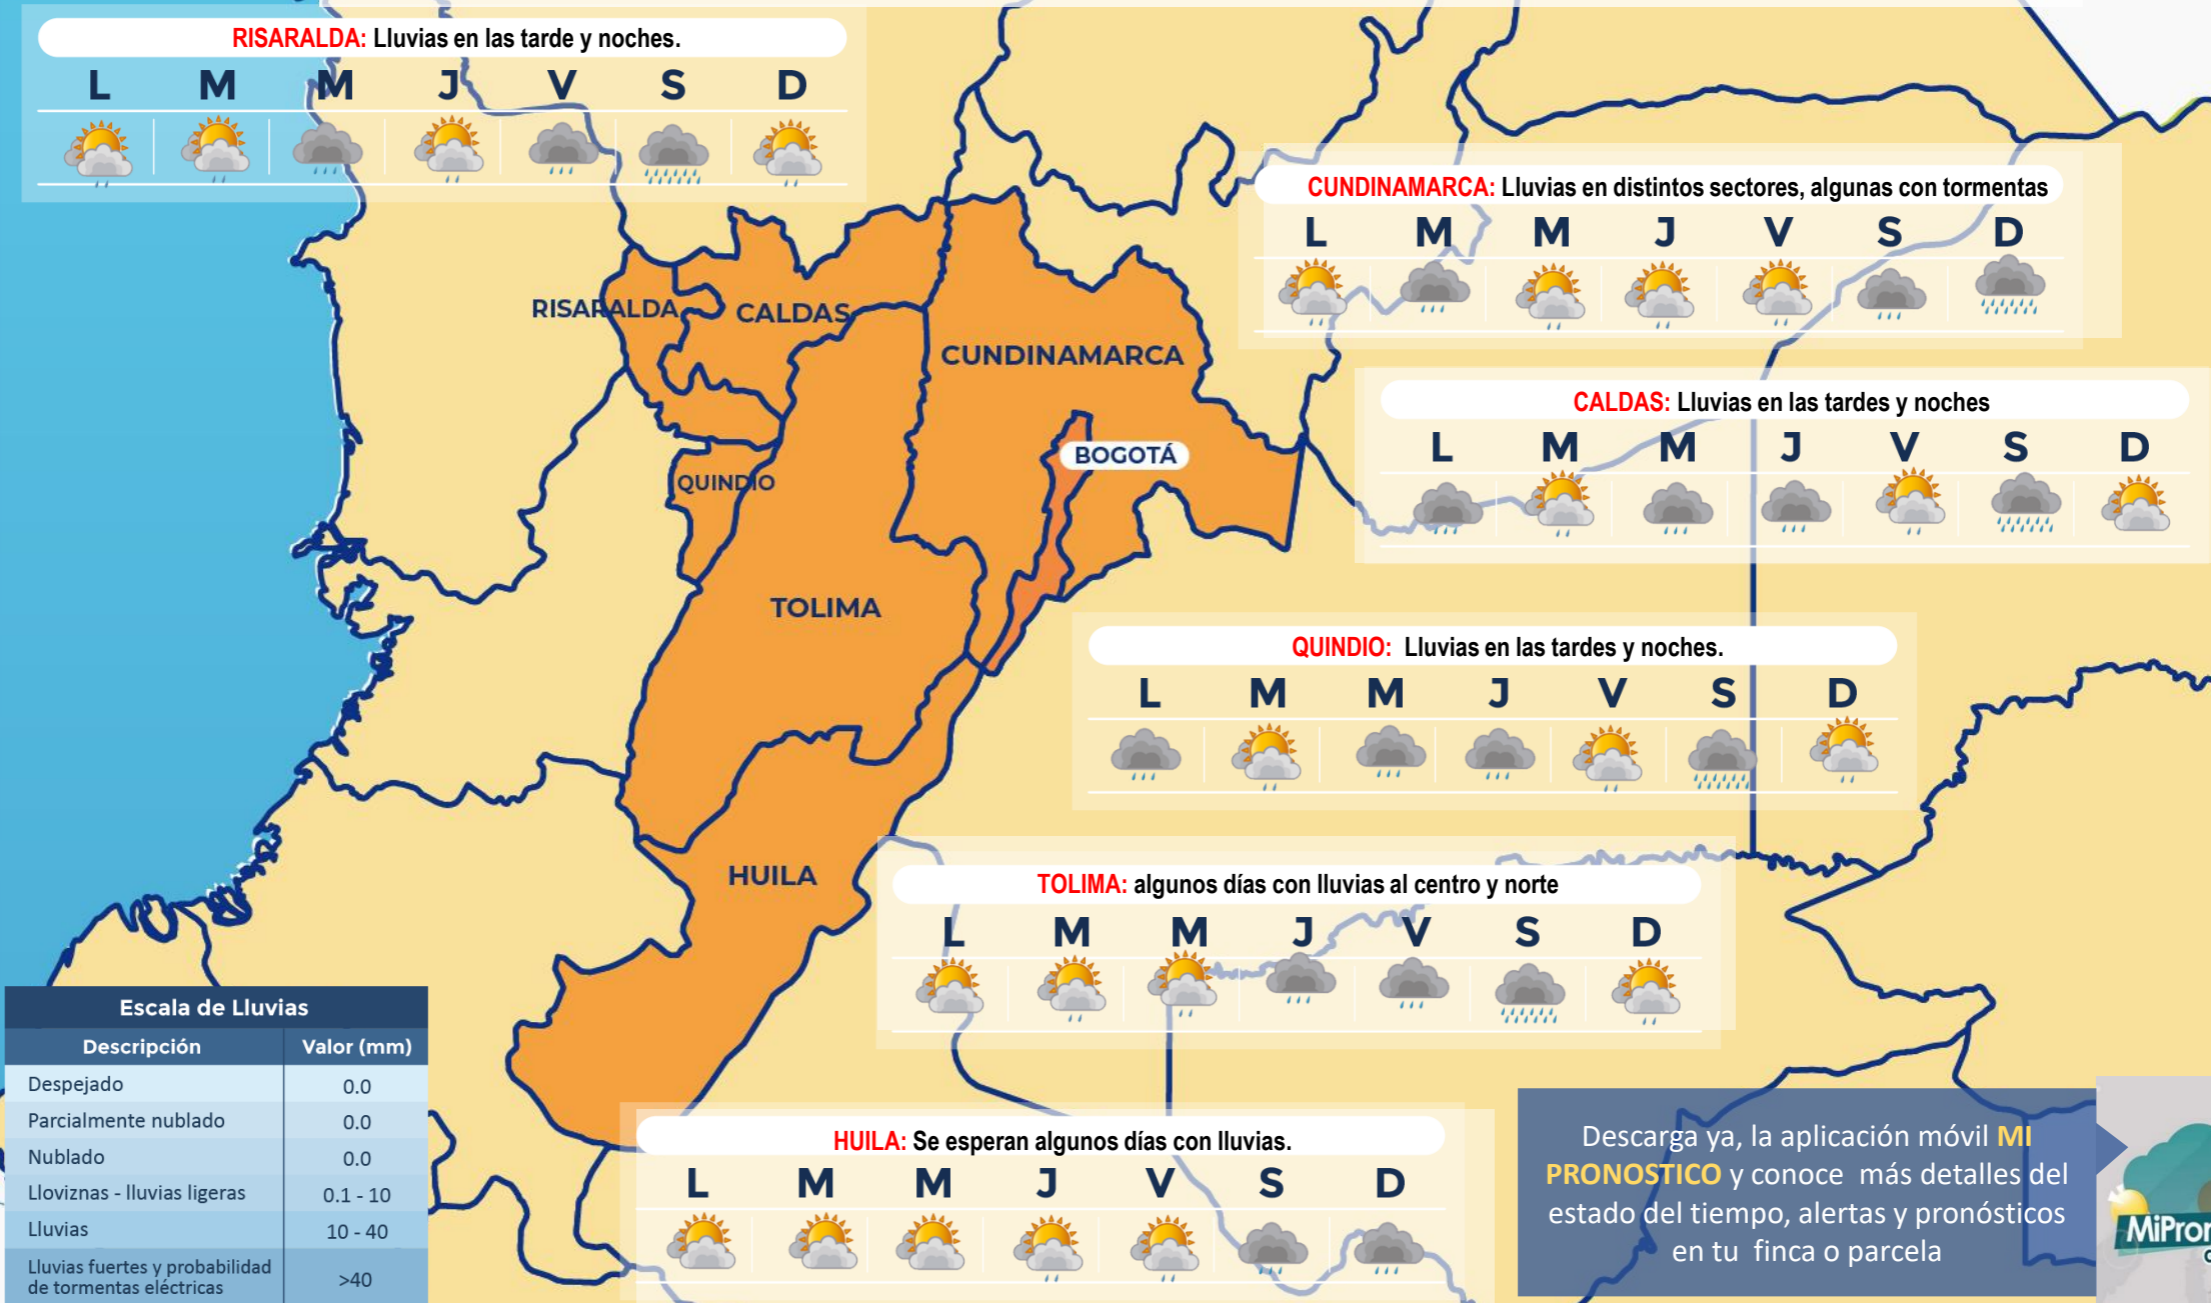 RISARALDA: Lluvias en las tarde y noches.
L M M J V S D
CUNDINAMARCA: Lluvias en distintos sectores, algunas con tormentas
L M M J V S D
RISARALDA
CALDAS
CUNDINAMARCA
CALDAS: Lluvias en las tardes y noches
L M M J V S D
BOGOTÁ
QUINDIO
TOLIMA
QUINDIO: Lluvias en las tardes y noches.
L M M J V S D
HUILA
TOLIMA: algunos días con lluvias al centro y norte
L M M J V S D
Escala de Lluvias
Descripción Valor (mm)
Despejado 0.0
Parcialmente nublado 0.0
Nublado 0.0
Lloviznas - lluvias ligeras 0.1 - 10
Lluvias 10 - 40
Lluvias fuertes y probabilidad
de tormentas eléctricas >40
HUILA: Se esperan algunos días con lluvias.
L M M J V S D
Descarga ya, la aplicación móvil MI
PRONOSTICO y conoce más detalles del
estado del tiempo, alertas y pronósticos
en tu finca o parcela